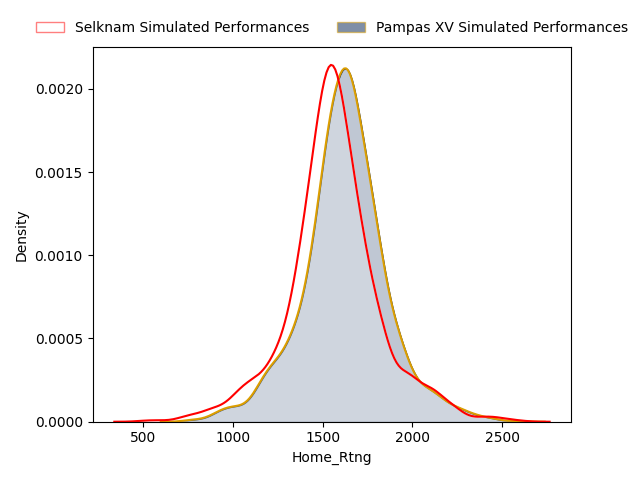 Selknam Simulated Performances
Pampas XV Simulated Performances
Density
0.0020
0.0015
0.0010
0.0005
0.0000
500
1000
1500
2000
2500
Home_Rtng